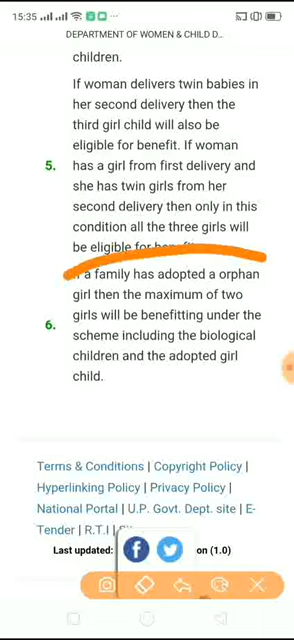 15:35
DEPARTMENT OF WOMEN & CHILD D...
children.
If woman delivers twin babies in
her second delivery then the
third girl child will also be
eligible for benefit. If woman
5. has a girl from first delivery and
she has twin girls from her
second delivery then only in this
condition all the three girls will
be eligible for
a family has adopted a orphan
girl then the maximum of two
6. girls will be benefitting under the
scheme including the biological
children and the adopted girl
child.
Terms & Conditions | Copyright Policy |
Hyperlinking Policy | Privacy Policy |
National Portal | U.P. Govt. Dept. site | E-
Tender | R.T.I |
Last updated: on (1.0)